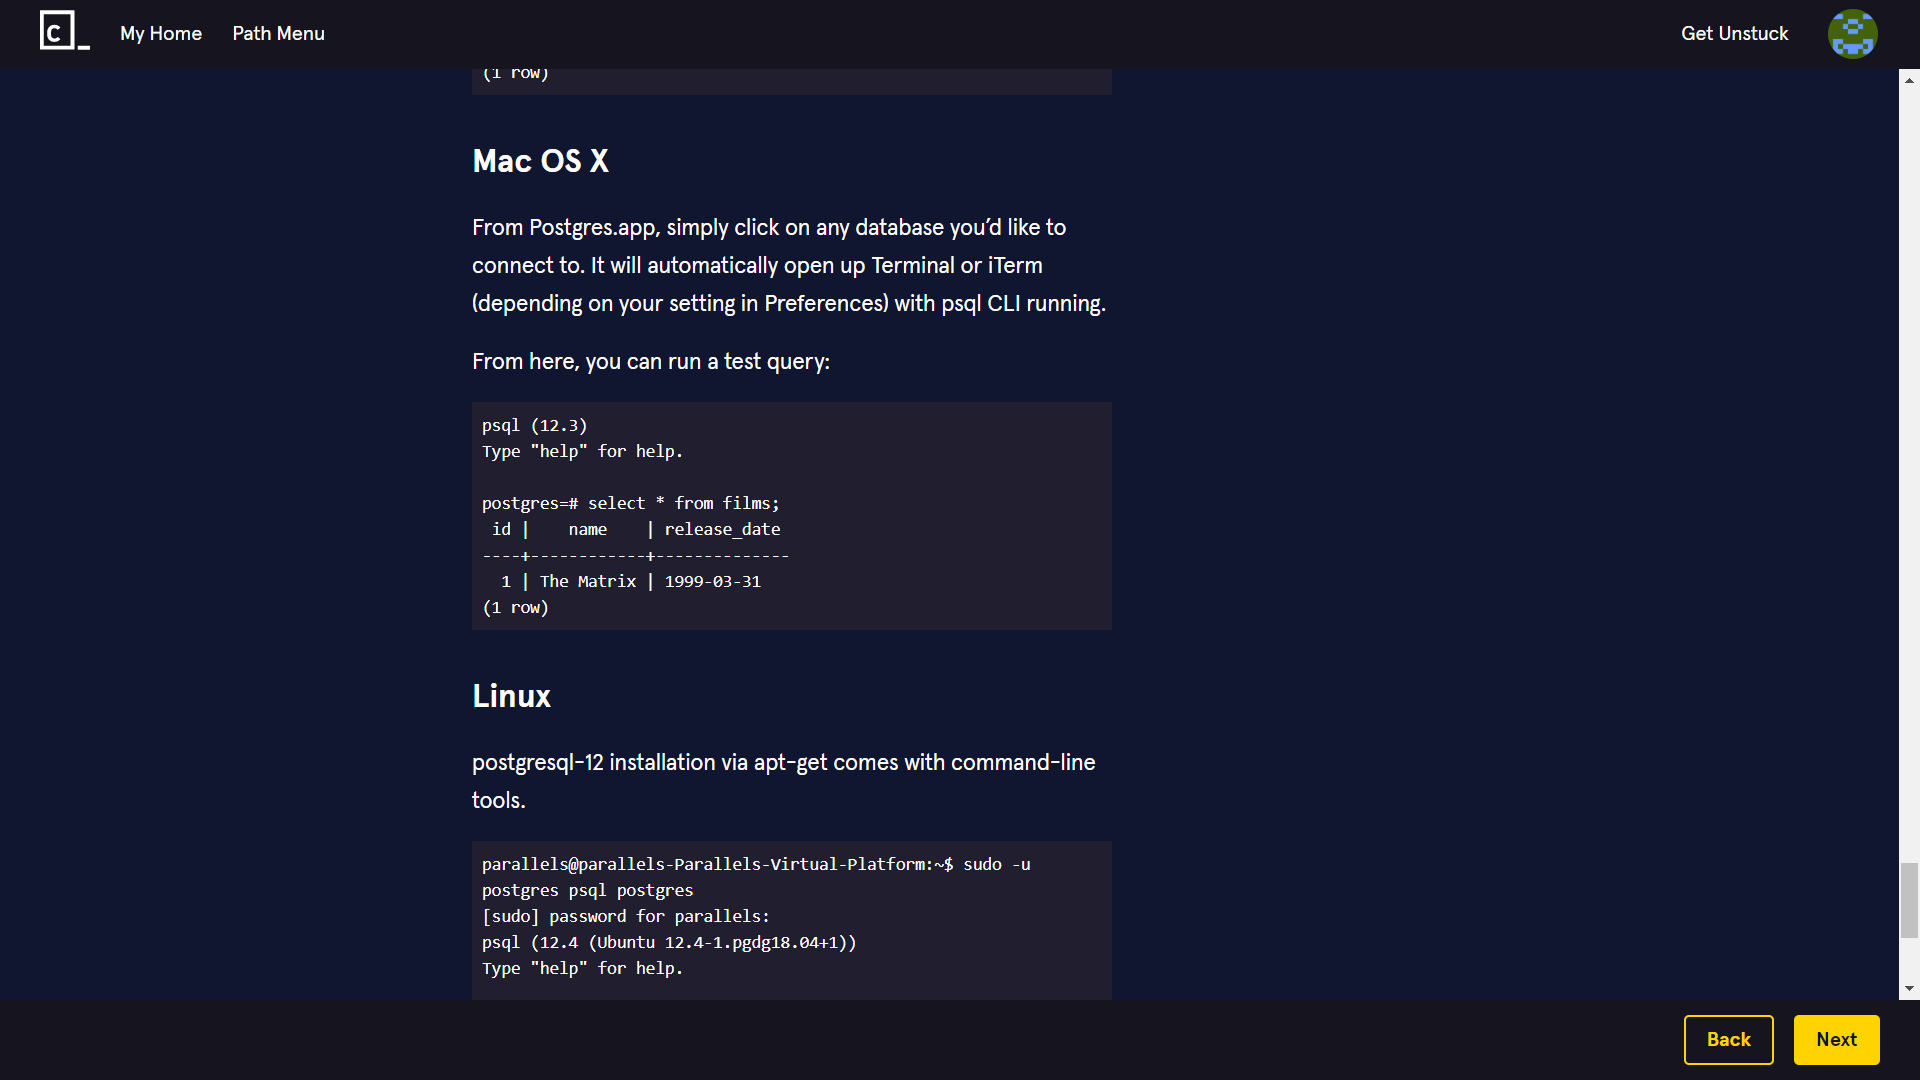 C_ My Home Path Menu Get Unstuck
(1 row)
Mac OS X
From Postgres.app, simply click on any database you’d like to
connect to. It will automatically open up Terminal or iTerm
(depending on your setting in Preferences) with psql CLI running.
From here, you can run a test query:
psql (12.3)
Type "help" for help.
postgres=# select * from films;
 id |    name    | release_date
----+------------+--------------
  1 | The Matrix | 1999-03-31
(1 row)
Linux
postgresql-12 installation via apt-get comes with command-line
tools.
parallels@parallels-Parallels-Virtual-Platform:~$ sudo -u
postgres psql postgres
[sudo] password for parallels:
psql (12.4 (Ubuntu 12.4-1.pgdg18.04+1))
Type "help" for help.
Back Next